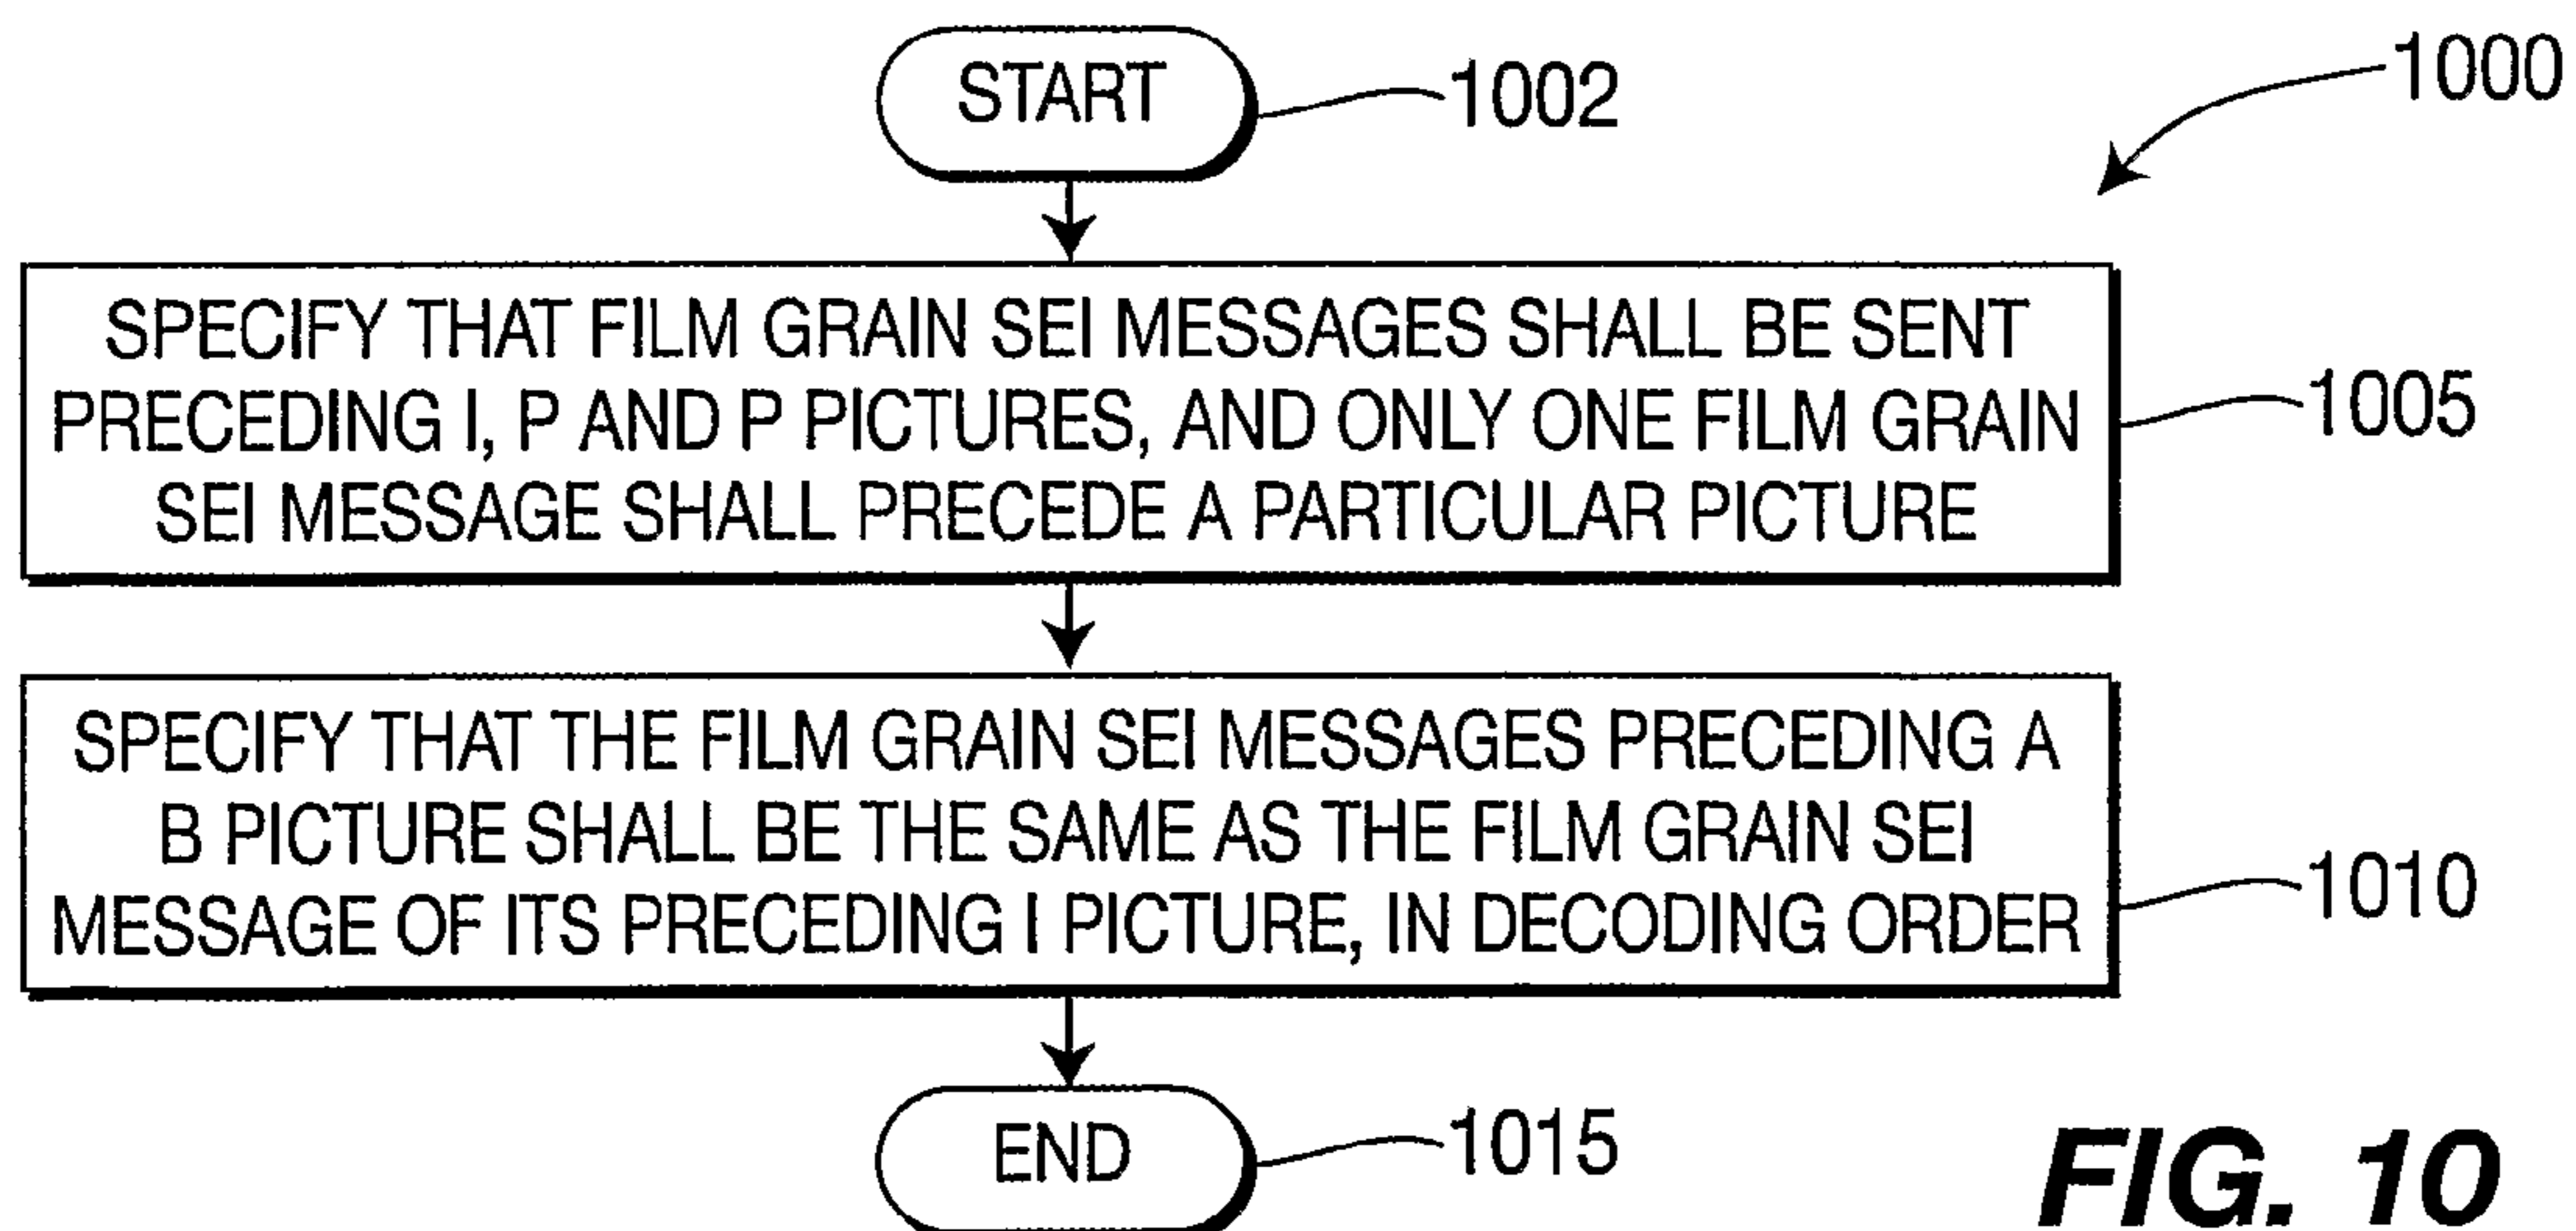 START
1002
1000
SPECIFY THAT FILM GRAIN SEI MESSAGES SHALL BE SENT
PRECEDING I, P AND P PICTURES, AND ONLY ONE FILM GRAIN
SEI MESSAGE SHALL PRECEDE A PARTICULAR PICTURE
1005
SPECIFY THAT THE FILM GRAIN SEI MESSAGES PRECEDING A
B PICTURE SHALL BE THE SAME AS THE FILM GRAIN SEI
MESSAGE OF ITS PRECEDING I PICTURE, IN DECODING ORDER
1010
END
1015
FIG. 10